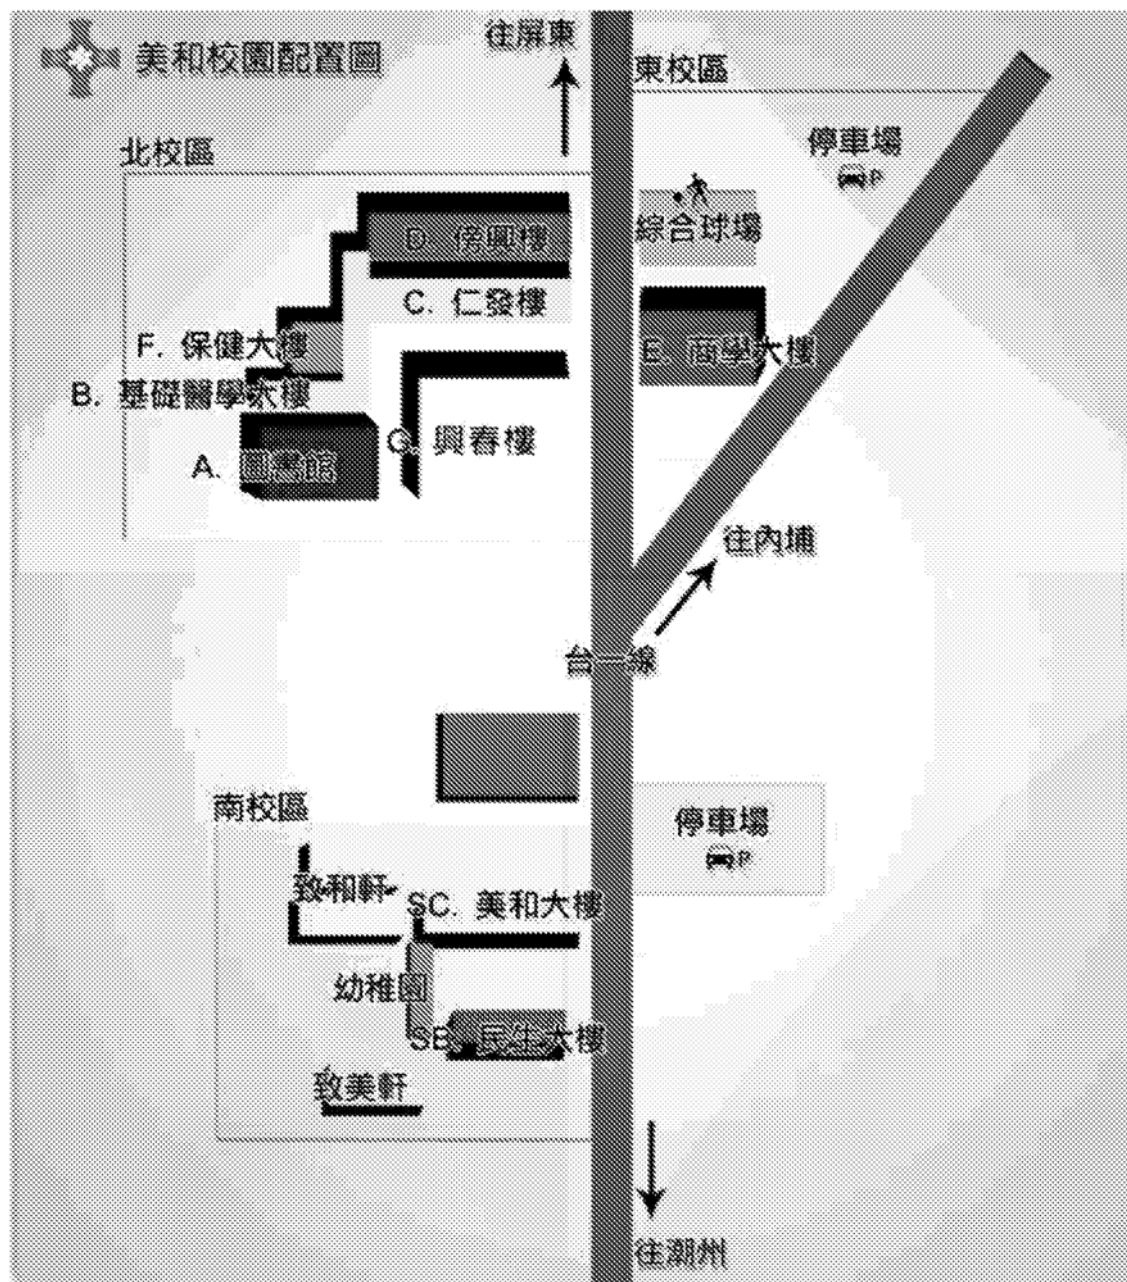 往屏東
美和校園配置圖
東校區
停車場
P
北校區
綜合球場
D. 傍興樓
C. 仁發樓
F. 保健大樓
E. 商學大樓
B. 基礎醫學大樓
G. 興春樓
A. 圖書館
往內埔
台一線
南校區
停車場
P
致和軒
SC. 美和大樓
幼稚園
SB. 民生大樓
致美軒
往潮州